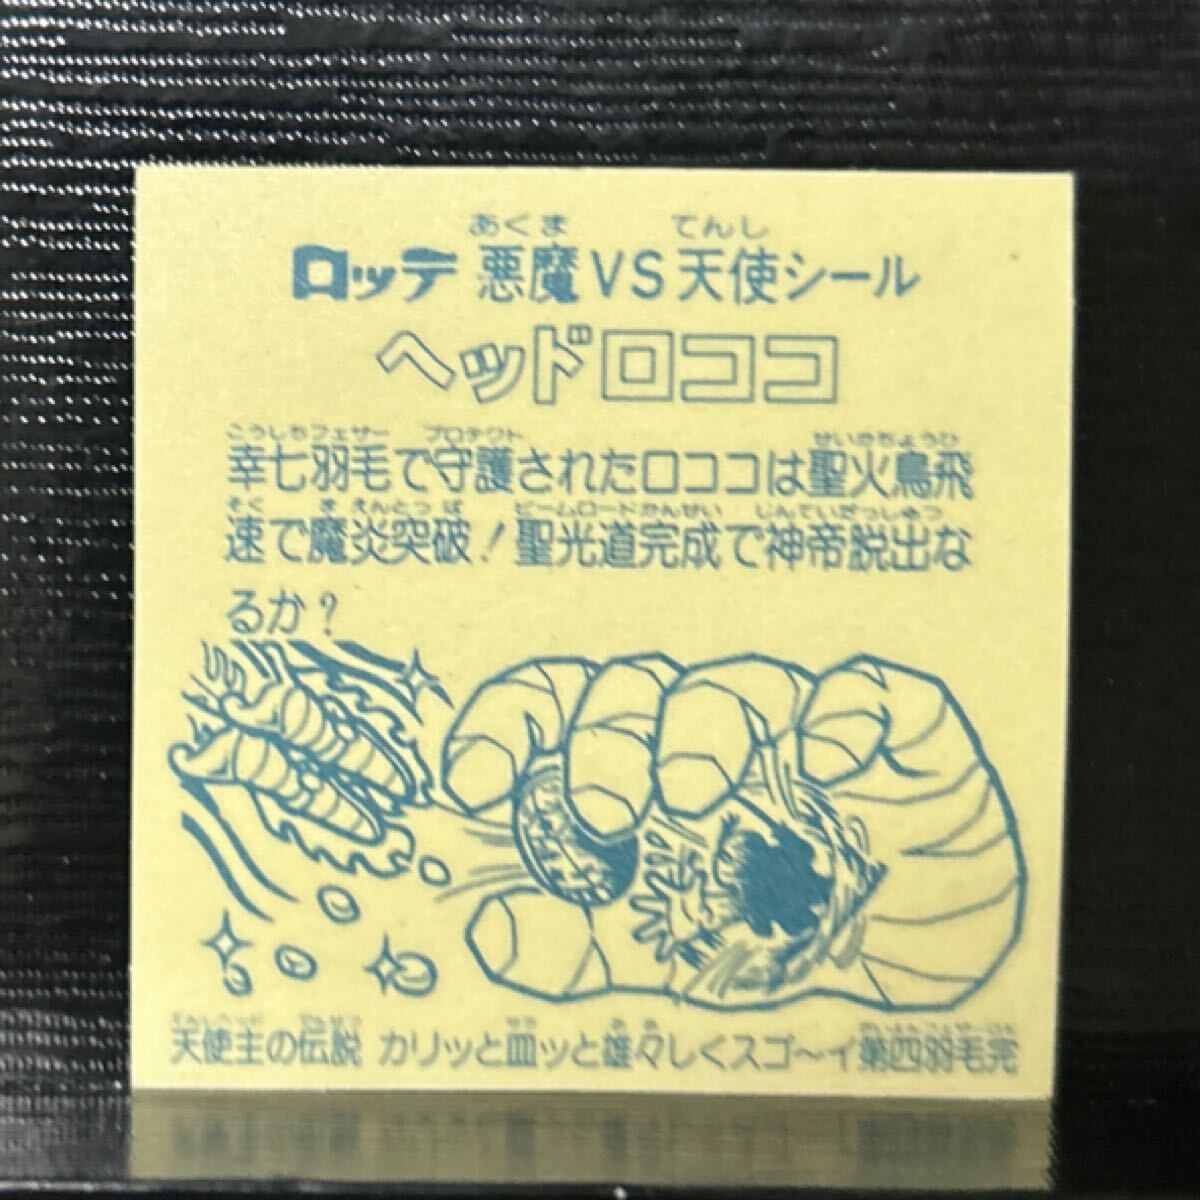 あくま てんし
ロッテ 悪魔VS天使シール
ヘッドロココ
こうしちフェザー プロテクト せいかちょうひ
幸七羽毛で守護されたロココは聖火鳥飛
そく まえんとっぱ ビームロードかんせい しんていだっしゅつ
速で魔炎突破!聖光道完成で神帝脱出な
るか?
天使主の伝説 カリッと皿ッと雄々しくスゴ〜イ第四羽毛完